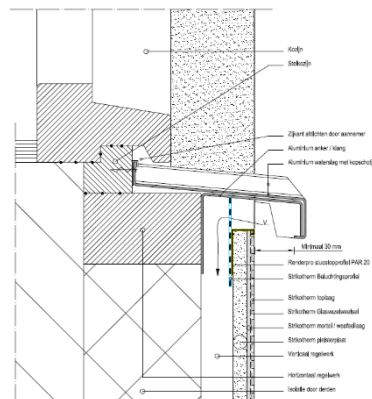 Kozijn
Stelkozijn
Zijkant afdichten door aannemer
Aluminium anker / klang
Aluminium waterslag met kopschot
V
Minimaal 30 mm
Renderpro stucstopprofiel PAR 20
Strikotherm Beluchtingsprofiel
Strikotherm toplaag
Strikotherm Glasvezelweefsel
Strikotherm mortel / weefsellaag
Strikotherm pleisterplaat
Verticaal regelwerk
Horizontaal regelwerk
Isolatie door derden